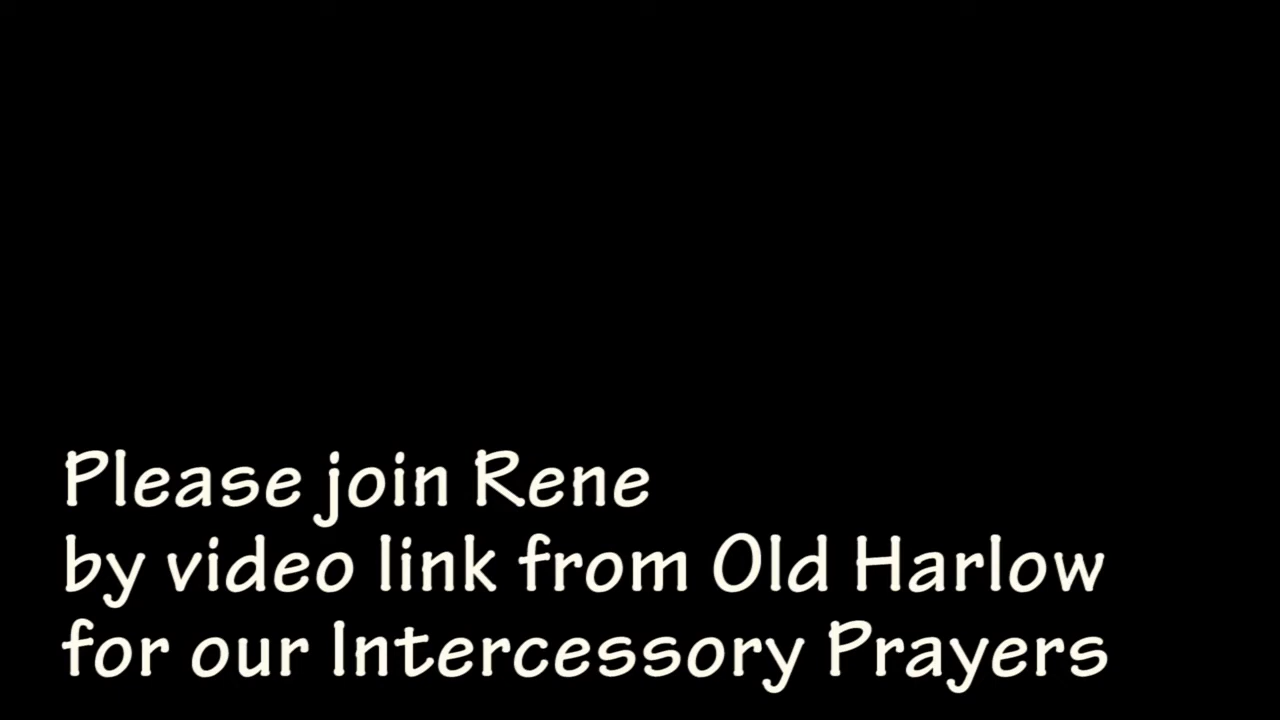 Please join Rene
by video link from Old Harlow
for our Intercessory Prayers